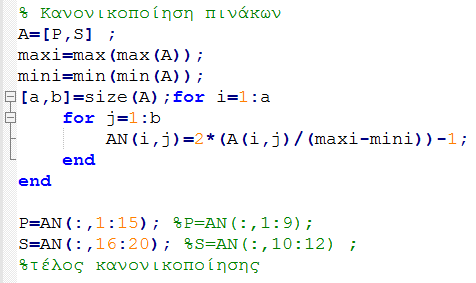 % Κανονικοποίηση πινάκων
A=[P,S] ;
maxi=max(max(A));
mini=min(min(A));
[a,b]=size(A);for i=1:a
for j=1:b
AN(i,j)=2*(A(i,j)/(maxi-mini))-1;
end
end
P=AN(:,1:15); %P=AN(:,1:9);
S=AN(:,16:20); %S=AN(:,10:12) ;
%τέλος κανονικοποίησης